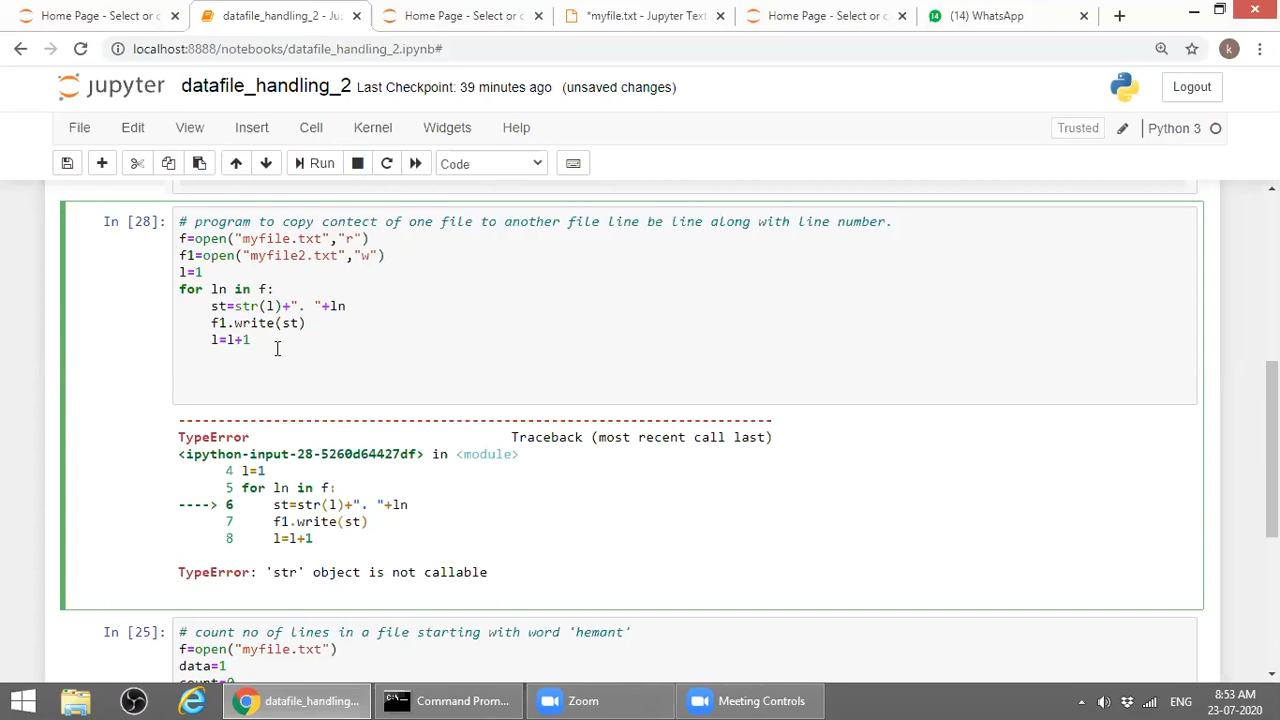 Home Page - Select or c
datafile_handling_2 - Ju
Home Page - Select or c
*myfile.txt - Jupyter Text
Home Page - Select or c
14
(14) WhatsApp
localhost:8888/notebooks/datafile_handling_2.ipynb#
k
jupyter datafile_handling_2 Last Checkpoint: 39 minutes ago (unsaved changes)
Logout
File Edit View Insert Cell Kernel Widgets Help
Trusted
Python 3
Run
Code
In [28]:
# program to copy contect of one file to another file line be line along with line number.
f=open("myfile.txt","r")
f1=open("myfile2.txt","w")
l=1
for ln in f:
    st=str(l)+". "+ln
    f1.write(st)
    l=l+1
---------------------------------------------------------------------------
TypeError Traceback (most recent call last)
<ipython-input-28-5260d64427df> in <module>
4 l=1
5 for ln in f:
----> 6     st=str(l)+". "+ln
7     f1.write(st)
8     l=l+1
TypeError: 'str' object is not callable
In [25]:
# count no of lines in a file starting with word ‘hemant’
f=open("myfile.txt")
data=1
count=0
datafile_handling...
Command Prom...
Zoom
Meeting Controls
ENG
8:53 AM
23-07-2020